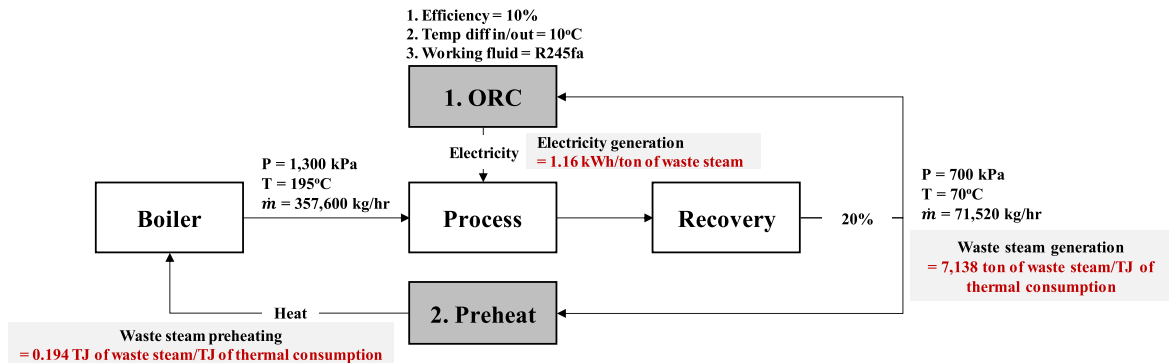 1. Efficiency = 10%
2. Temp diff in/out = 10°C
3. Working fluid = R245fa
1. ORC
Electricity
Electricity generation
= 1.16 kWh/ton of waste steam
P = 1,300 kPa
T = 195°C
ṁ = 357,600 kg/hr
Boiler
Process
Recovery
20%
P = 700 kPa
T = 70°C
ṁ = 71,520 kg/hr
Waste steam generation
= 7,138 ton of waste steam/TJ of
thermal consumption
2. Preheat
Heat
Waste steam preheating
= 0.194 TJ of waste steam/TJ of thermal consumption